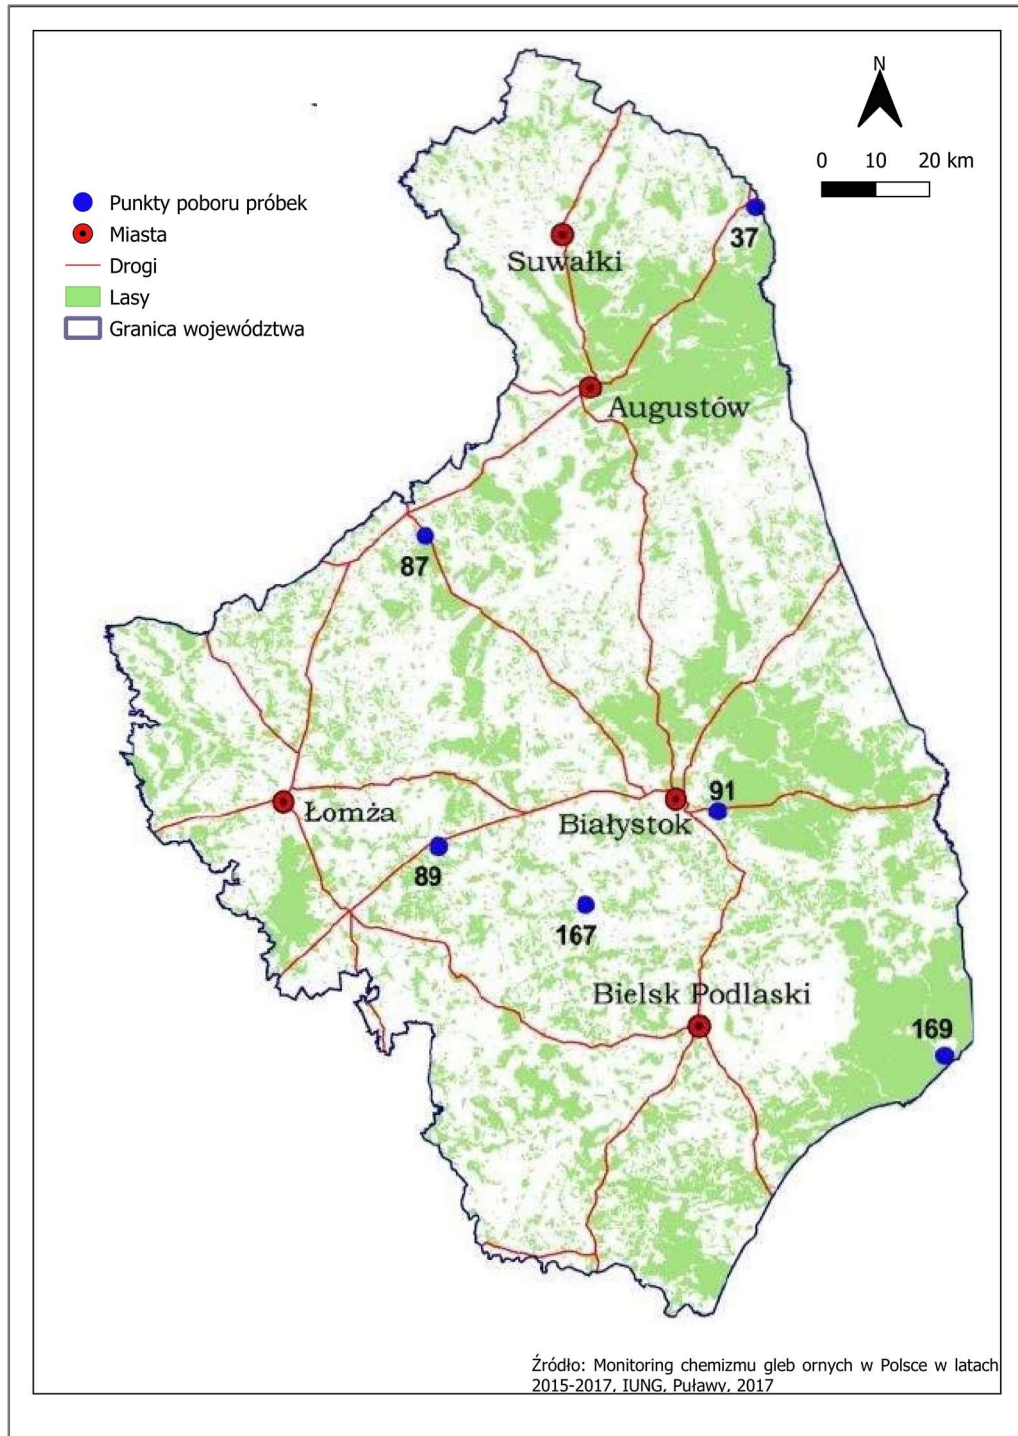 N
0 10 20 km
Punkty poboru próbek
Miasta
Drogi
Lasy
Granica województwa
37
Suwałki
Augustów
87
91
Łomża
Białystok
89
167
Bielsk Podlaski
169
Źródło: Monitoring chemizmu gleb ornych w Polsce w latach
2015-2017, IUNG, Puławy, 2017